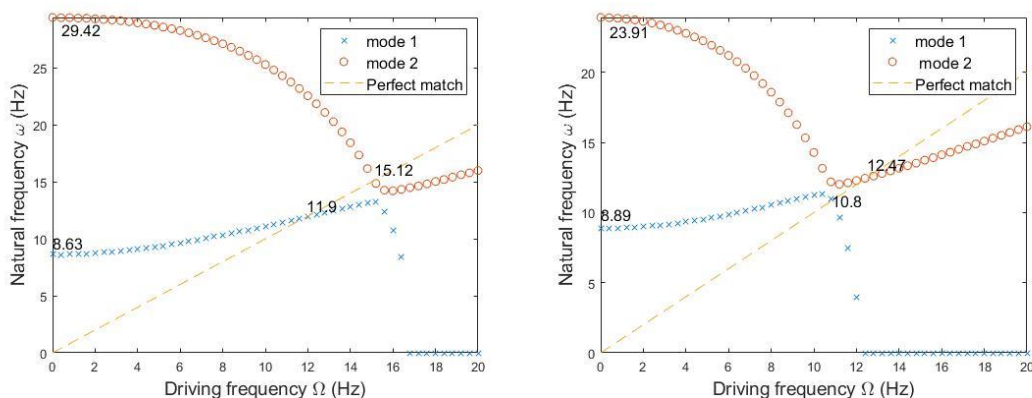 29.42
mode 1
mode 2
Perfect match
15.12
11.9
8.63
25
20
15
10
5
0
0 2 4 6 8 10 12 14 16 18 20
Natural frequency ω (Hz)
Driving frequency Ω (Hz)
23.91
mode 1
mode 2
Perfect match
12.47
10.8
8.89
20
15
10
5
0
0 2 4 6 8 10 12 14 16 18 20
Natural frequency ω (Hz)
Driving frequency Ω (Hz)